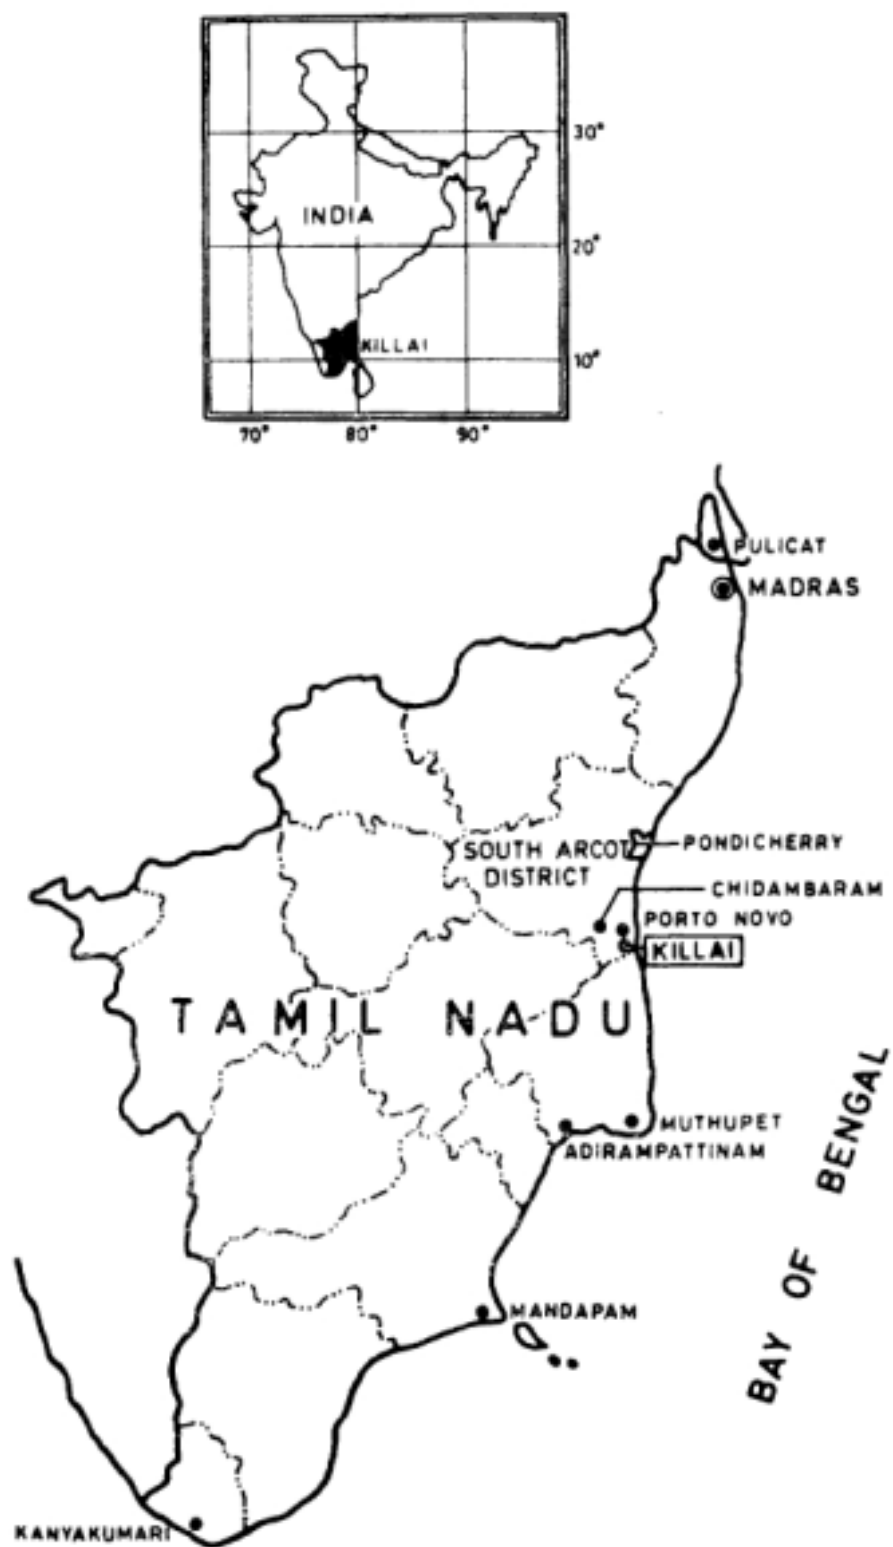 30°
INDIA
20°
KILLAI
10°
70° 80° 90°
PULICAT
MADRAS
SOUTH ARCOT
DISTRICT
PONDICHERRY
CHIDAMBARAM
PORTO NOVO
KILLAI
TAMIL NADU
MUTHUPET
ADIRAMPATTINAM
BAY OF BENGAL
MANDAPAM
KANYAKUMARI